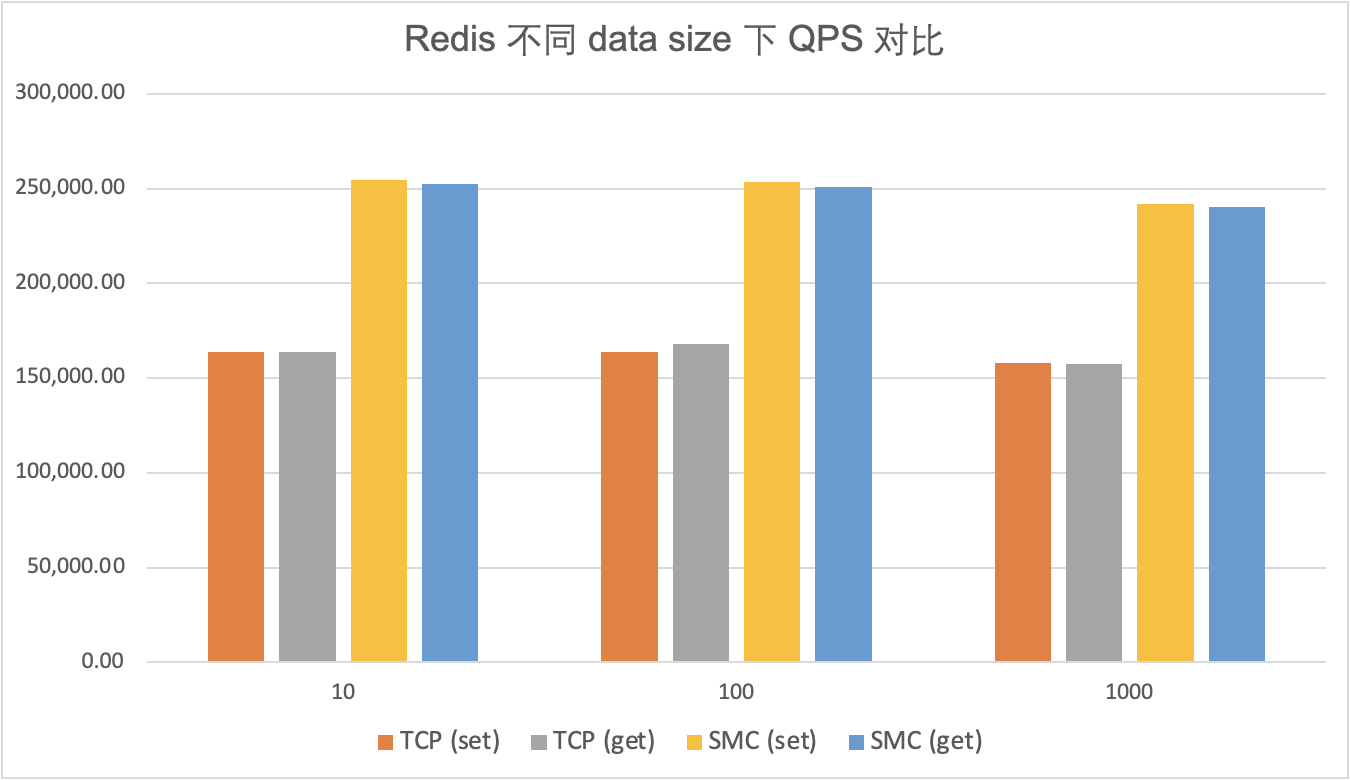 Redis 不同 data size 下 QPS 对比
300,000.00
250,000.00
200,000.00
150,000.00
100,000.00
50,000.00
0.00
10 100 1000
TCP (set) TCP (get) SMC (set) SMC (get)